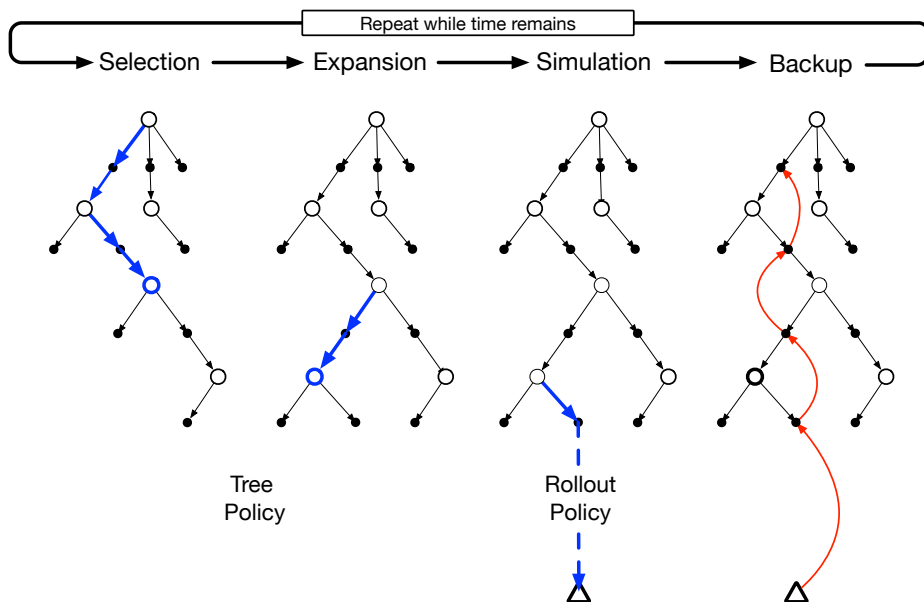 Repeat while time remains
Selection
Expansion
Simulation
Backup
Tree
Policy
Rollout
Policy